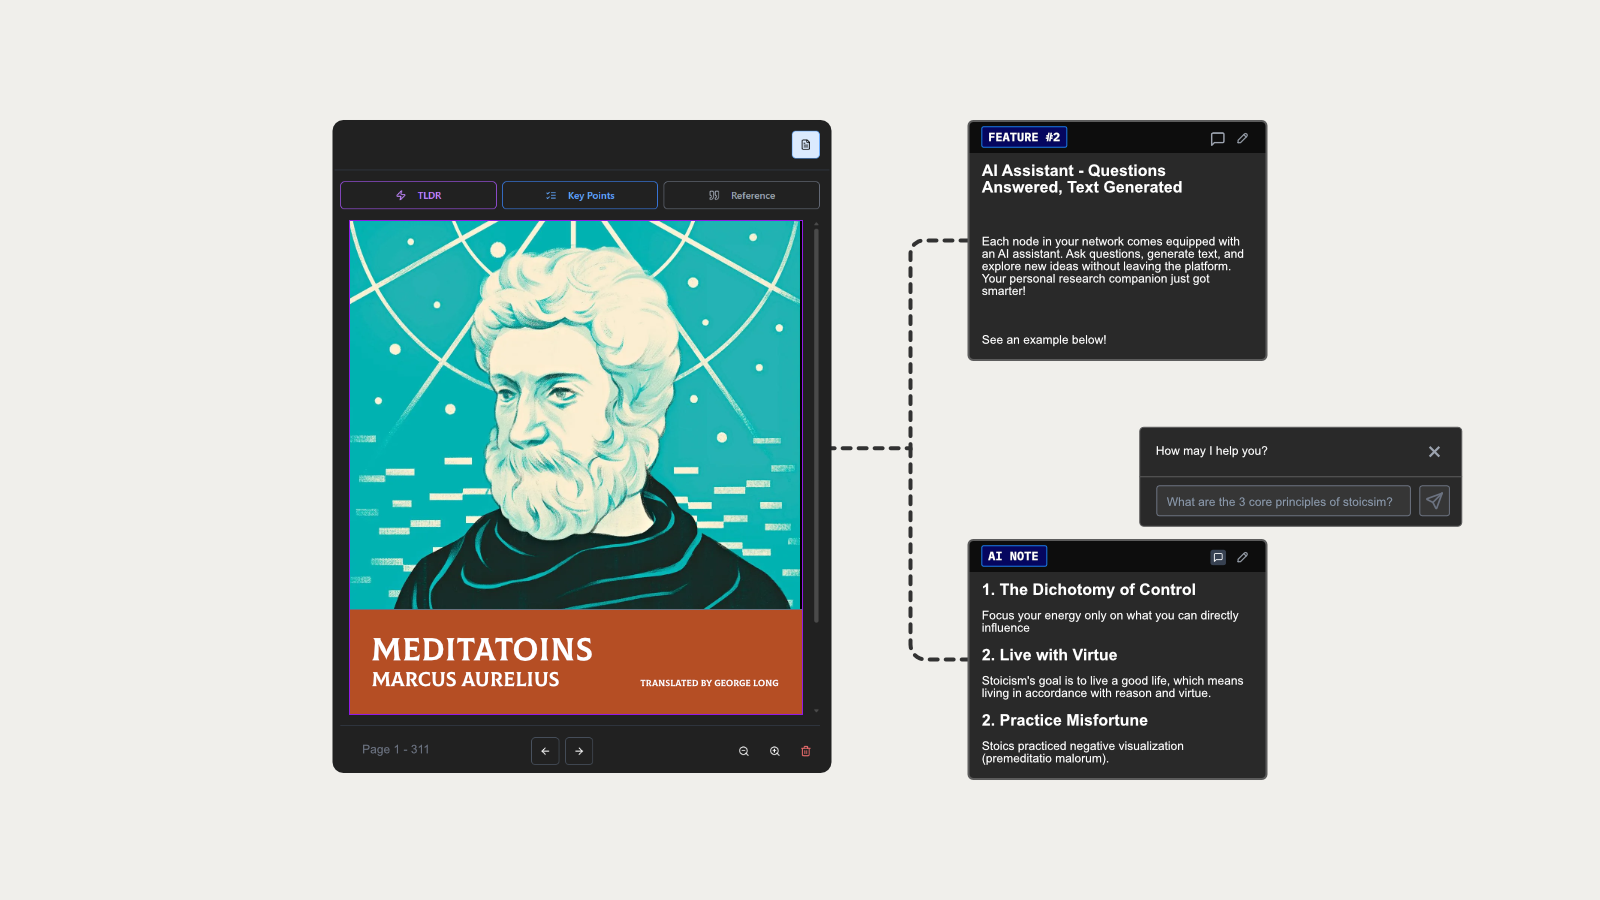 TLDR
Key Points
Reference
MEDITATOINS
MARCUS AURELIUS
TRANSLATED BY GEORGE LONG
Page 1 - 311
FEATURE #2
AI Assistant - Questions
Answered, Text Generated
Each node in your network comes equipped with
an AI assistant. Ask questions, generate text, and
explore new ideas without leaving the platform.
Your personal research companion just got
smarter!
See an example below!
How may I help you?
What are the 3 core principles of stoicsim?
AI NOTE
1. The Dichotomy of Control
Focus your energy only on what you can directly
influence
2. Live with Virtue
Stoicism's goal is to live a good life, which means
living in accordance with reason and virtue.
2. Practice Misfortune
Stoics practiced negative visualization
(premeditatio malorum).